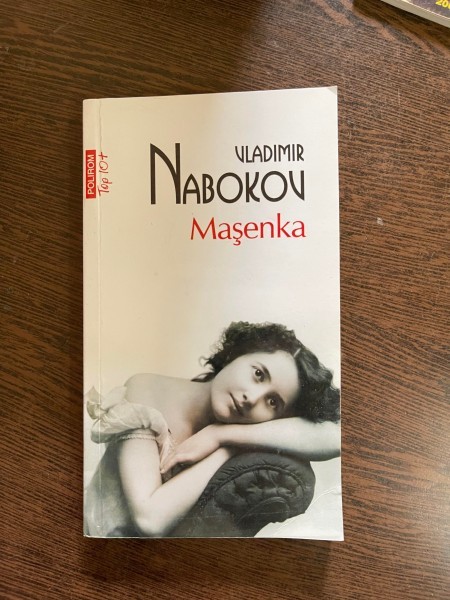 VLADIMIR
NABOKOV
Maşenka
POLIROM
Top 10+